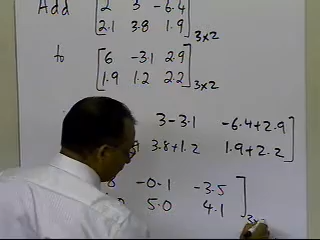 Add [2 3 -6.4
2.1 3.8 1.9] 3x2
to [6 -3.1 2.9
1.9 1.2 2.2] 3x2
3-3.1 -6.4+2.9
3.8+1.2 1.9+2.2]
-0.1 -3.5
5.0 4.1]